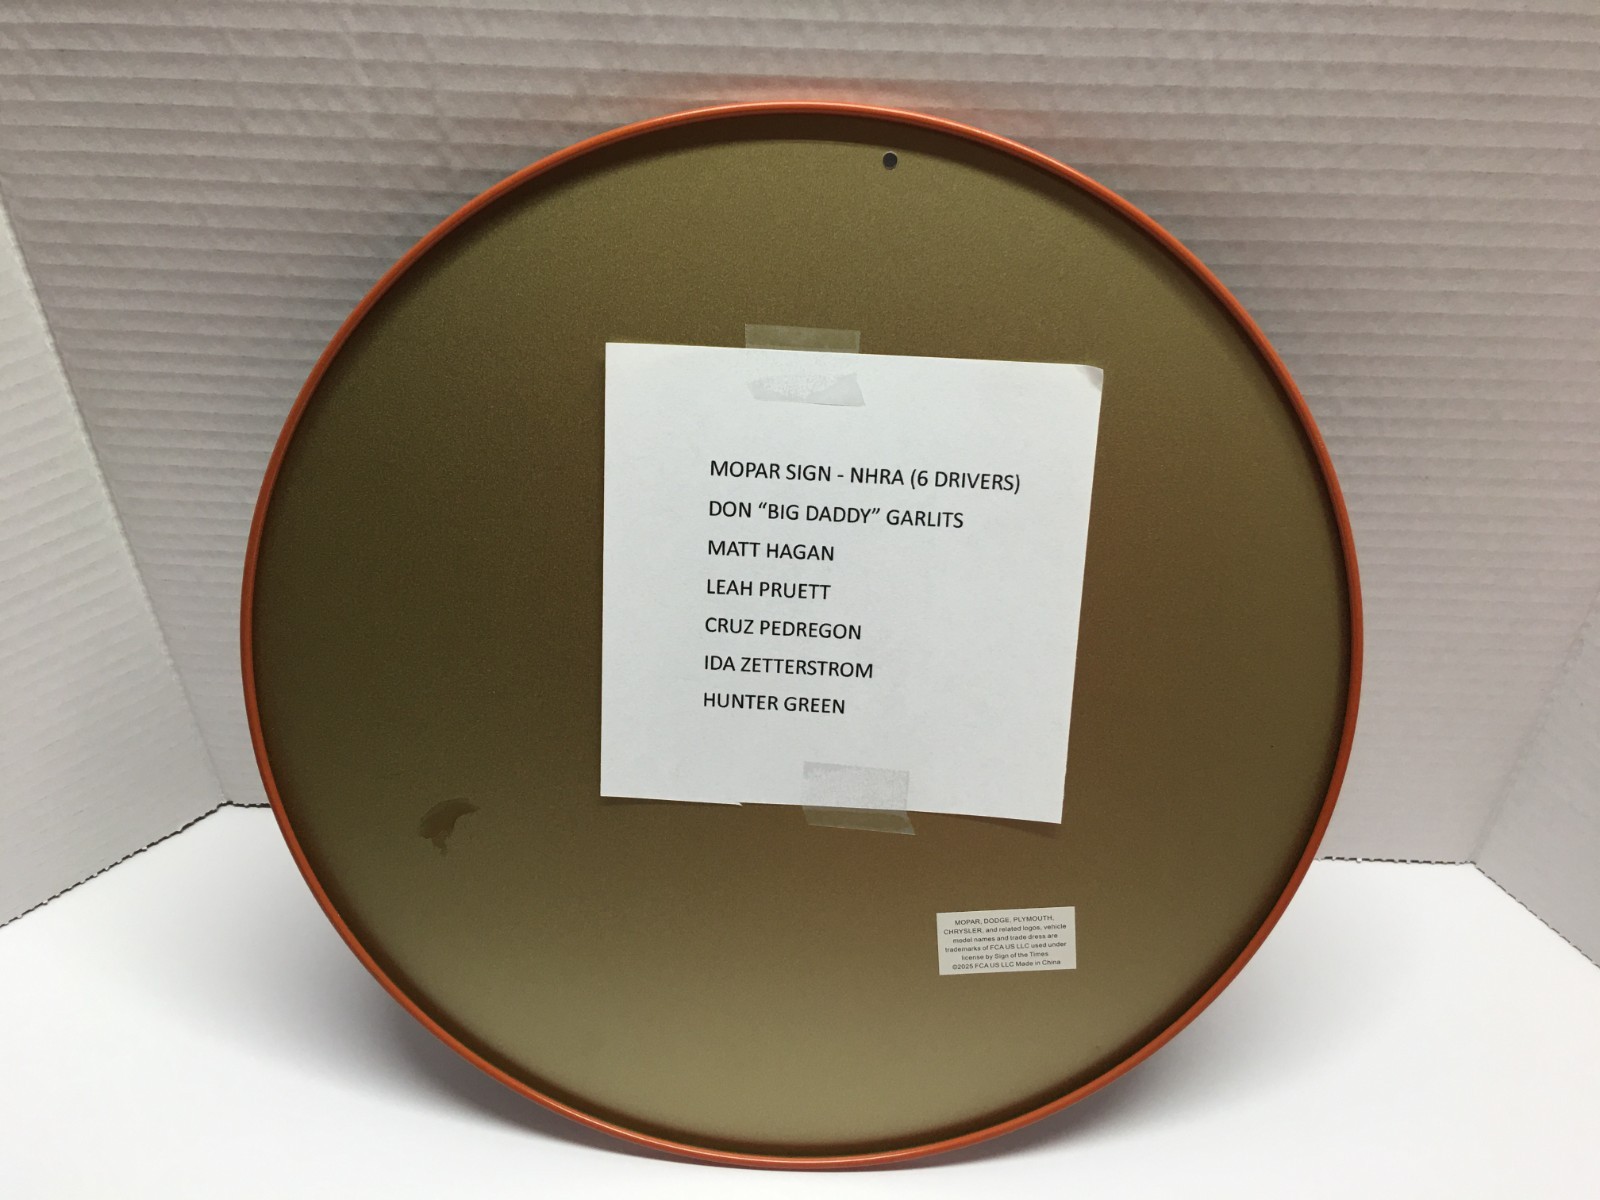 MOPAR SIGN - NHRA (6 DRIVERS)
DON “BIG DADDY” GARLITS
MATT HAGAN
LEAH PRUETT
CRUZ PEDREGON
IDA ZETTERSTROM
HUNTER GREEN
MOPAR, DODGE, PLYMOUTH,
CHRYSLER, and related logos, vehicle
model names and trade dress are
trademarks of FCA US LLC used under
license by Sign of the Times
©2025 FCA US LLC Made in China